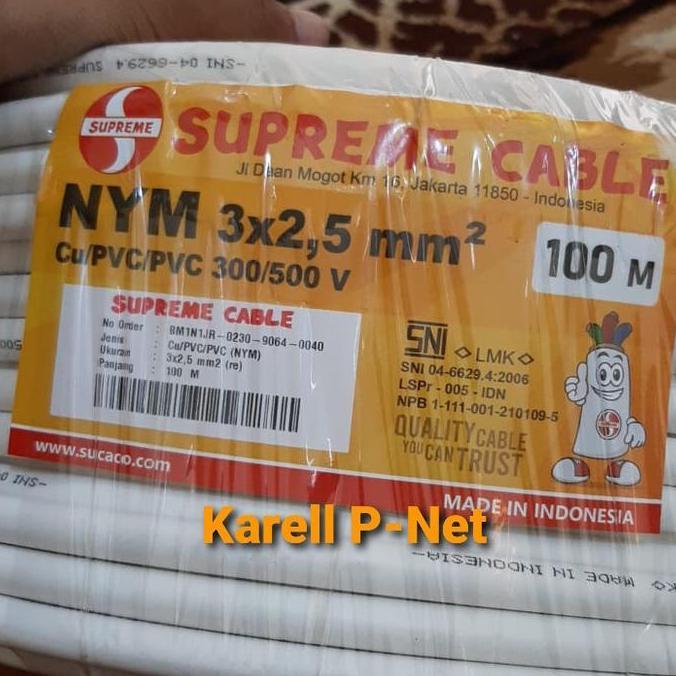 -SNI 04-6629.4 SUPREME
SUPREME
SUPREME CABLE
Jl Daan Mogot Km 16, Jakarta 11850 - Indonesia
NYM 3x2,5 mm²
Cu/PVC/PVC 300/500 V
100 M
SUPREME CABLE
No Order : BM1N1JR-0230-9064-0040
Jenis : Cu/PVC/PVC (NYM)
Ukuran : 3x2,5 mm2 (re)
Panjang : 100 M
SNI
LMK
SNI 04-6629.4:2006
LSPr - 005 - IDN
NPB 1-111-001-210109-5
QUALITY CABLE
YOU CAN TRUST
www.sucaco.com
MADE IN INDONESIA
Karell P-Net
-SNI 0
MADE IN INDONESIA-